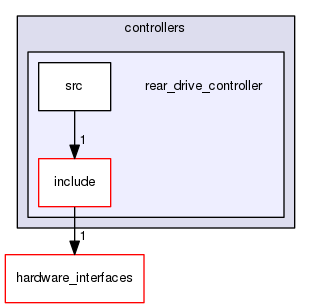 controllers
src
rear_drive_controller
1
include
1
hardware_interfaces